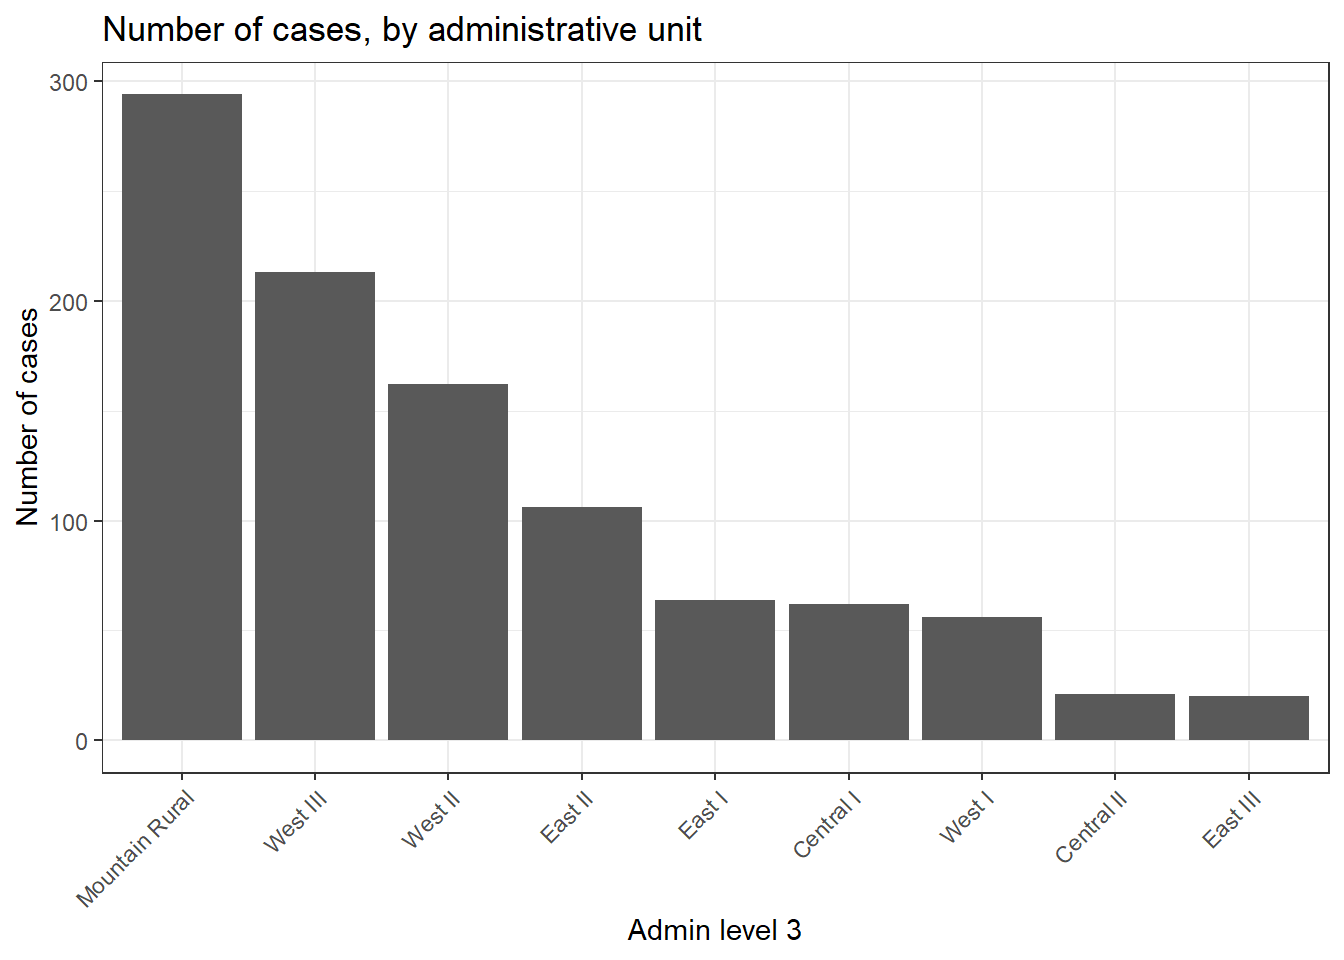 Number of cases, by administrative unit
300
200
100
0
Number of cases
Mountain Rural
West III
West II
East II
East I
Central I
West I
Central II
East III
Admin level 3